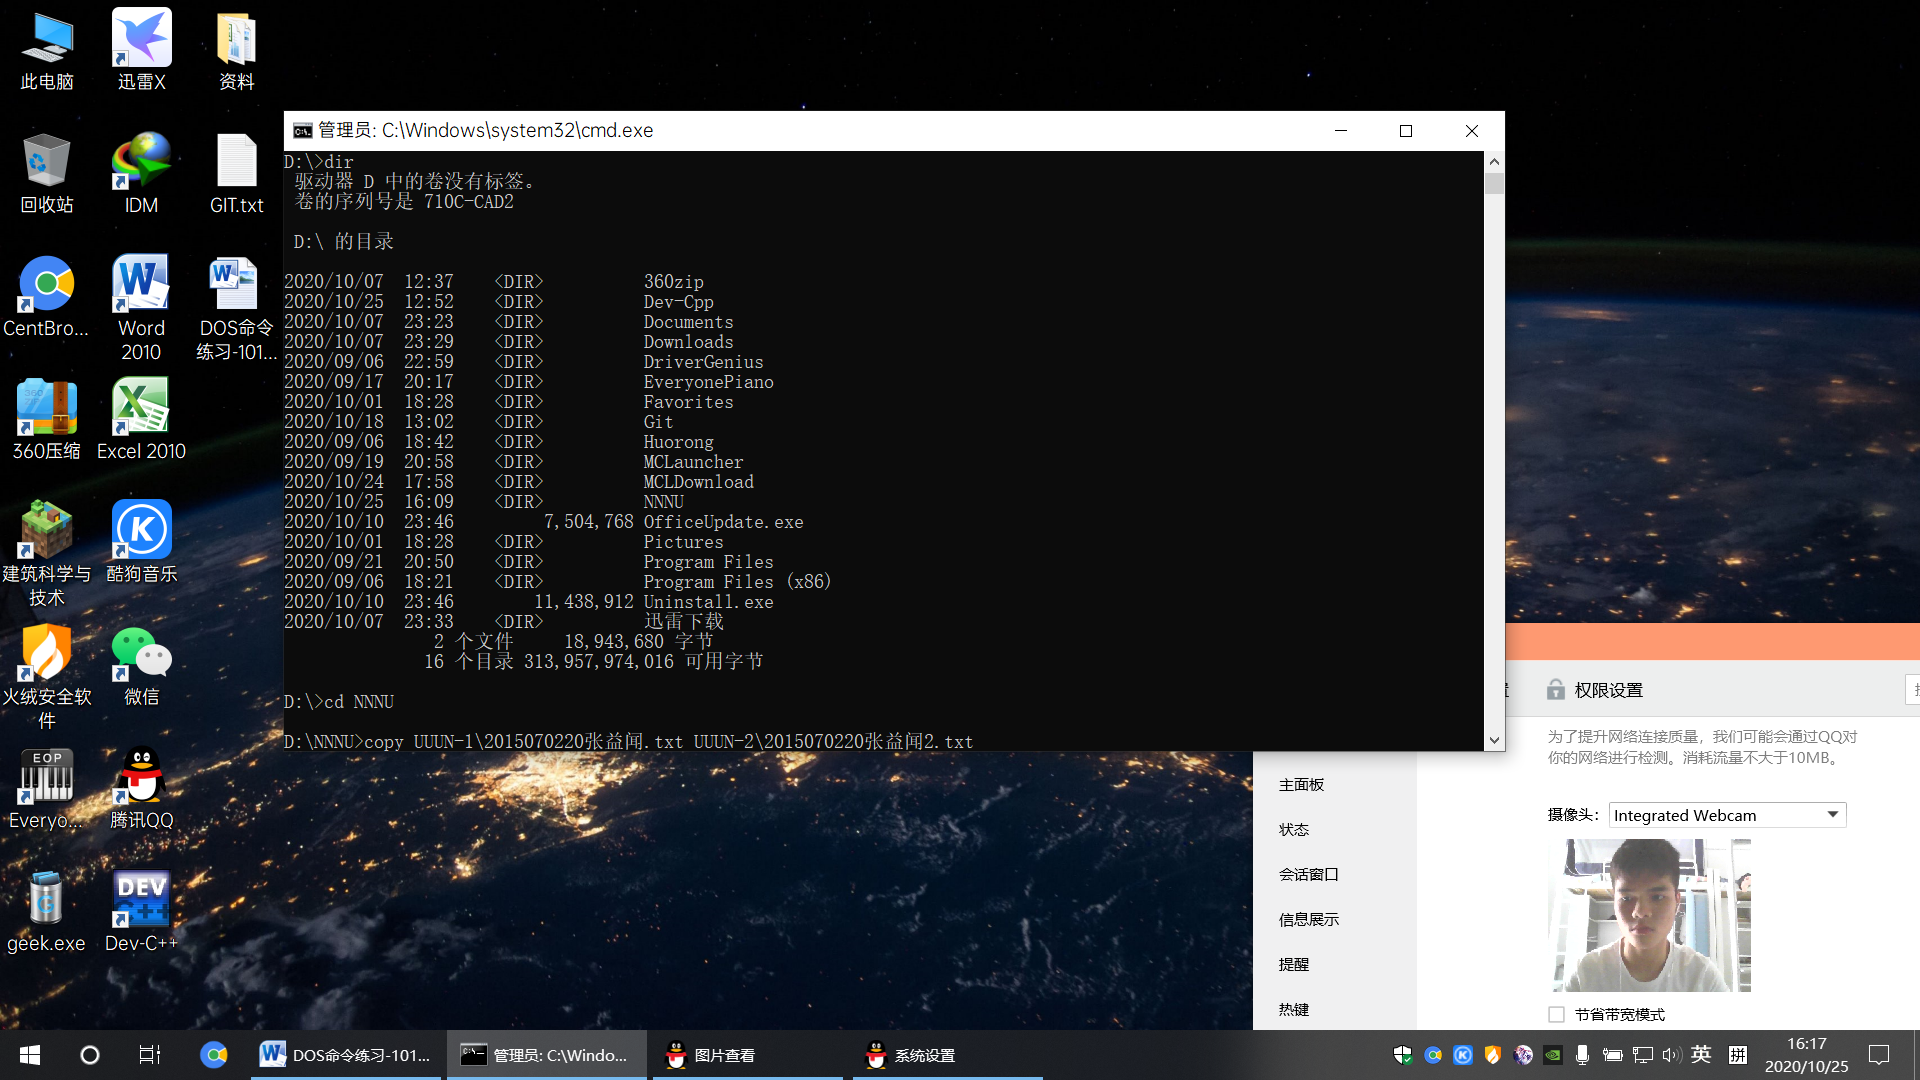 此电脑
迅雷X
资料
回收站
IDM
GIT.txt
CentBro...
Word
2010
DOS命令
练习-101...
360压缩
Excel 2010
建筑科学与
技术
酷狗音乐
火绒安全软
件
微信
EOP
Everyo...
腾讯QQ
DEV
C++
geek.exe
Dev-C++
管理员: C:\Windows\system32\cmd.exe
D:\>dir
驱动器 D 中的卷没有标签。
卷的序列号是 710C-CAD2
D:\ 的目录
2020/10/07  12:37    <DIR>          360zip
2020/10/25  12:52    <DIR>          Dev-Cpp
2020/10/07  23:23    <DIR>          Documents
2020/10/07  23:29    <DIR>          Downloads
2020/09/06  22:59    <DIR>          DriverGenius
2020/09/17  20:17    <DIR>          EveryonePiano
2020/10/01  18:28    <DIR>          Favorites
2020/10/18  13:02    <DIR>          Git
2020/09/06  18:42    <DIR>          Huorong
2020/09/19  20:58    <DIR>          MCLauncher
2020/10/24  17:58    <DIR>          MCLDownload
2020/10/25  16:09    <DIR>          NNNU
2020/10/10  23:46         7,504,768 OfficeUpdate.exe
2020/10/01  18:28    <DIR>          Pictures
2020/09/21  20:50    <DIR>          Program Files
2020/09/06  18:21    <DIR>          Program Files (x86)
2020/10/10  23:46        11,438,912 Uninstall.exe
2020/10/07  23:33    <DIR>          迅雷下载
2 个文件     18,943,680 字节
16 个目录 313,957,974,016 可用字节
D:\>cd NNNU
D:\NNNU>copy UUUN-1\2015070220张益闻.txt UUUN-2\2015070220张益闻2.txt
权限设置
为了提升网络连接质量，我们可能会通过QQ对
你的网络进行检测。消耗流量不大于10MB。
主面板
状态
会话窗口
信息展示
提醒
热键
摄像头: Integrated Webcam
节省带宽模式
DOS命令练习-101...
管理员: C:\Windo...
图片查看
系统设置
英
拼
16:17
2020/10/25